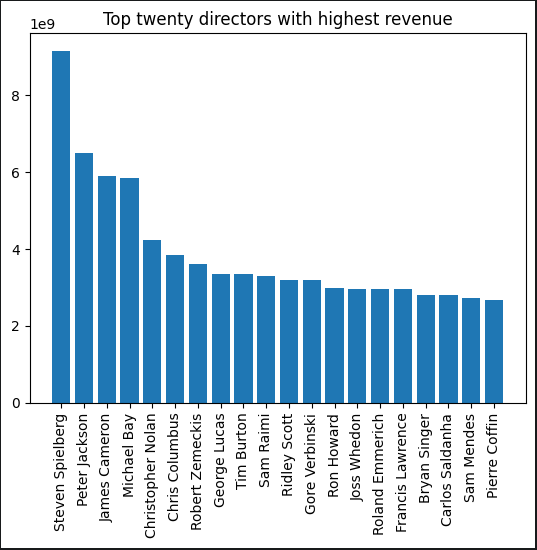 Top twenty directors with highest revenue
1e9
8
6
4
2
0
Steven Spielberg
Peter Jackson
James Cameron
Michael Bay
Christopher Nolan
Chris Columbus
Robert Zemeckis
George Lucas
Tim Burton
Sam Raimi
Ridley Scott
Gore Verbinski
Ron Howard
Joss Whedon
Roland Emmerich
Francis Lawrence
Bryan Singer
Carlos Saldanha
Sam Mendes
Pierre Coffin